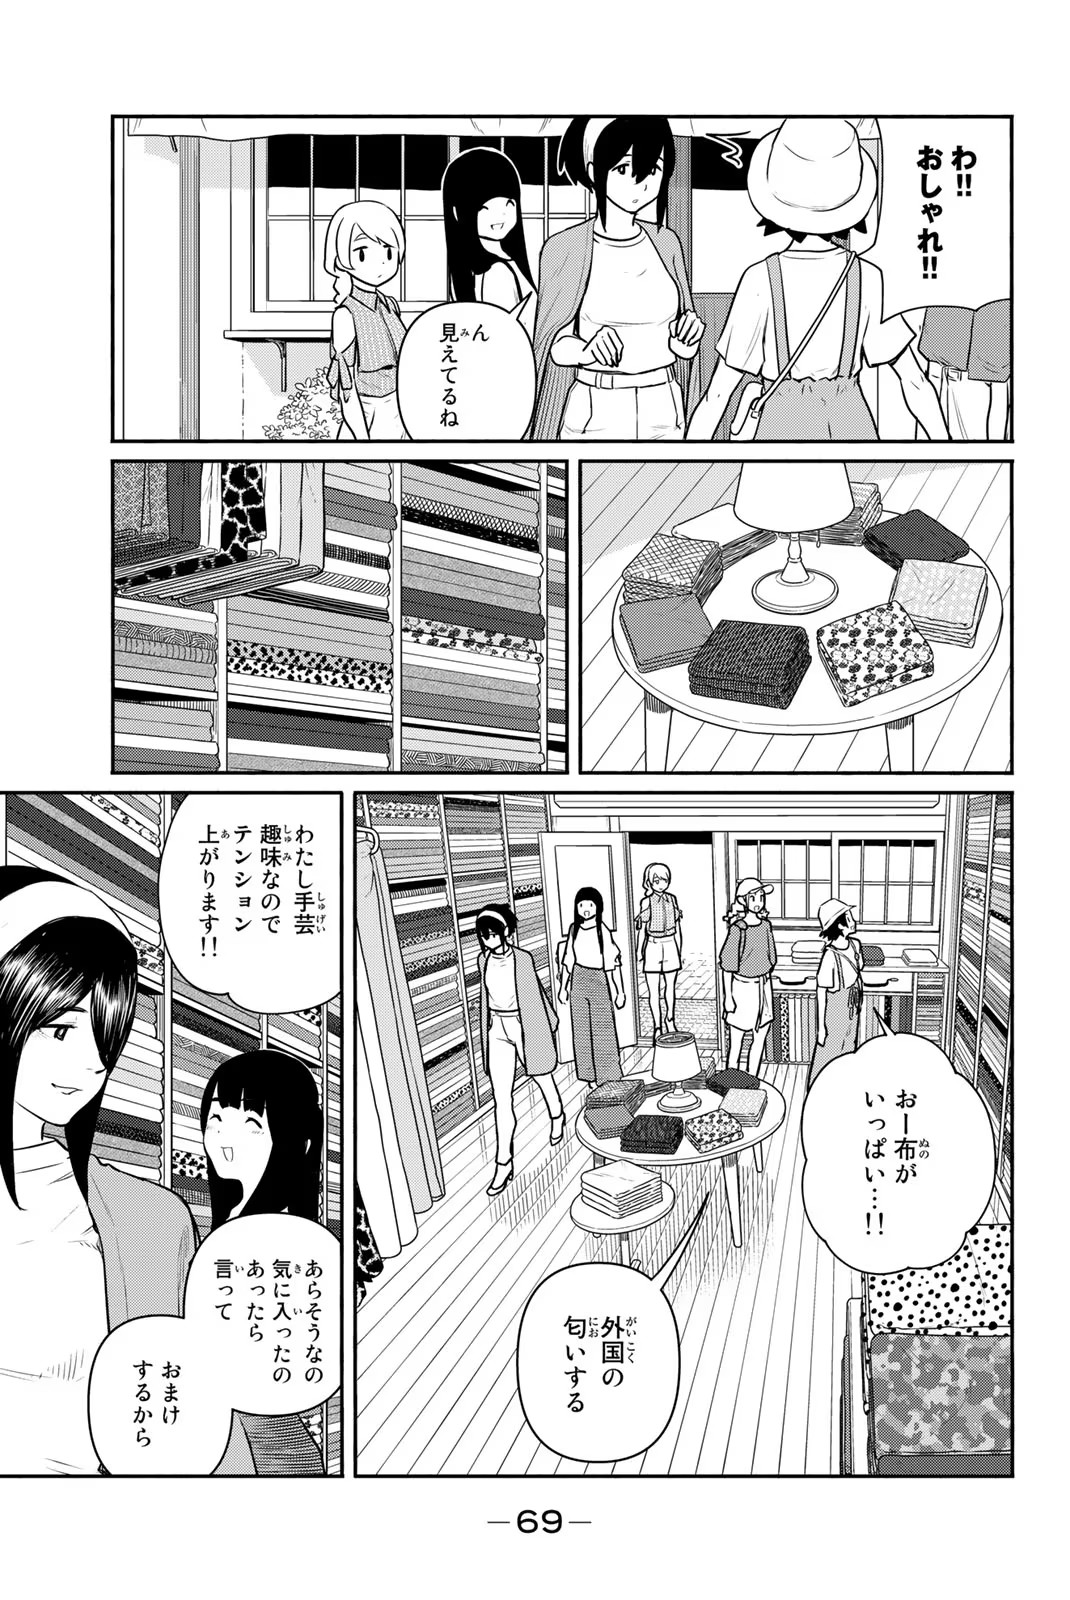 わ!!
おしゃれ!!
ん
見えてるね
おー布が
いっぱい…!!
外国の
匂いする
わたし手芸
趣味なので
テンション
上がります!!
あらそうなの
気に入ったの
あったら
言って
おまけ
するから
69